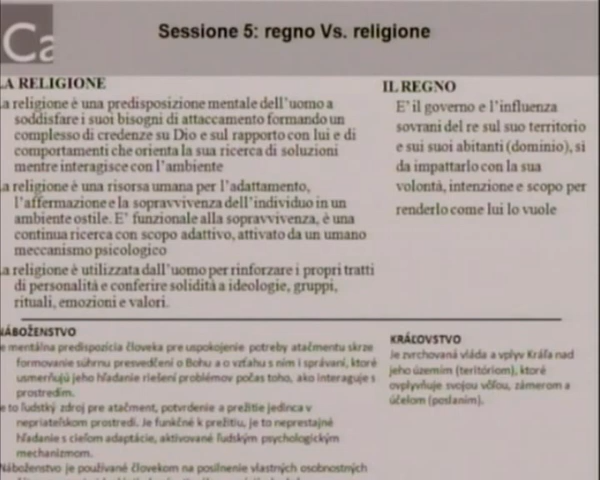 Ca
Sessione 5: regno Vs. religione
LA RELIGIONE
La religione è una predisposizione mentale dell'uomo a
soddisfare i suoi bisogni di attaccamento formando un
complesso di credenze su Dio e sul rapporto con lui e di
comportamenti che orienta la sua ricerca di soluzioni
mentre interagisce con l'ambiente
La religione è una risorsa umana per l'adattamento,
l'affermazione e la sopravvivenza dell'individuo in un
ambiente ostile. E' funzionale alla sopravvivenza, è una
continua ricerca con scopo adattivo, attivato da un umano
meccanismo psicologico
La religione è utilizzata dall'uomo per rinforzare i propri tratti
di personalità e conferire solidità a ideologie, gruppi,
rituali, emozioni e valori.
IL REGNO
E' il governo e l'influenza
sovrani del re sul suo territorio
e sui suoi abitanti (dominio), si
da impattarlo con la sua
volontà, intenzione e scopo per
renderlo come lui lo vuole
NÁBOŽENSTVO
e mentálna predispozícia človeka pre uspokojenie potreby atačmentu skrze
formovanie súhrnu presvedčení o Bohu a o vzťahu s ním i správaní, ktoré
usmerňujú jeho hľadanie riešení problémov počas toho, ako interaguje s
prostredím.
e to ľudský zdroj pre atačment, potvrdenie a prežitie jedinca v
nepriateľskom prostredí. Je funkčné k prežitiu, je to neprestajné
hľadanie s cieľom adaptácie, aktivované ľudským psychologickým
mechanizmom.
Náboženstvo je používané človekom na posilnenie vlastných osobnostných
KRÁĽOVSTVO
Je zvrchovaná vláda a vplyv Kráľa nad
jeho územím (teritóriom), ktoré
ovplyvňuje svojou vôľou, zámerom a
účelom (poslaním).